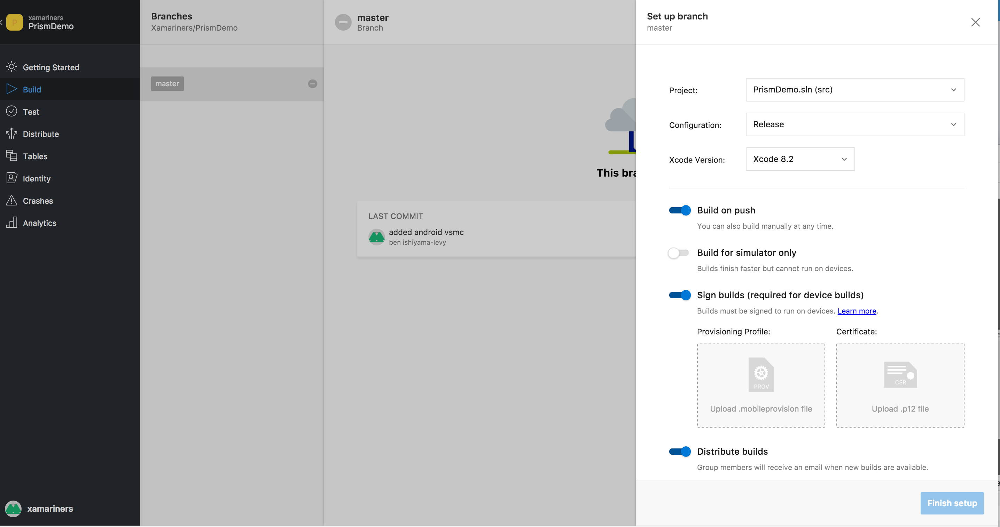 P
xamariners
PrismDemo
Getting Started
Build
Test
Distribute
Tables
Identity
Crashes
Analytics
xamariners
Branches
Xamariners/PrismDemo
master
master
Branch
This bra
LAST COMMIT
added android vsmc
ben ishiyama-levy
Set up branch
master
Project:
PrismDemo.sln (src)
Configuration:
Release
Xcode Version:
Xcode 8.2
Build on push
You can also build manually at any time.
Build for simulator only
Builds finish faster but cannot run on devices.
Sign builds (required for device builds)
Builds must be signed to run on devices. Learn more.
Provisioning Profile:
Certificate:
PROV
CSR
Upload .mobileprovision file
Upload .p12 file
Distribute builds
Group members will receive an email when new builds are available.
Finish setup